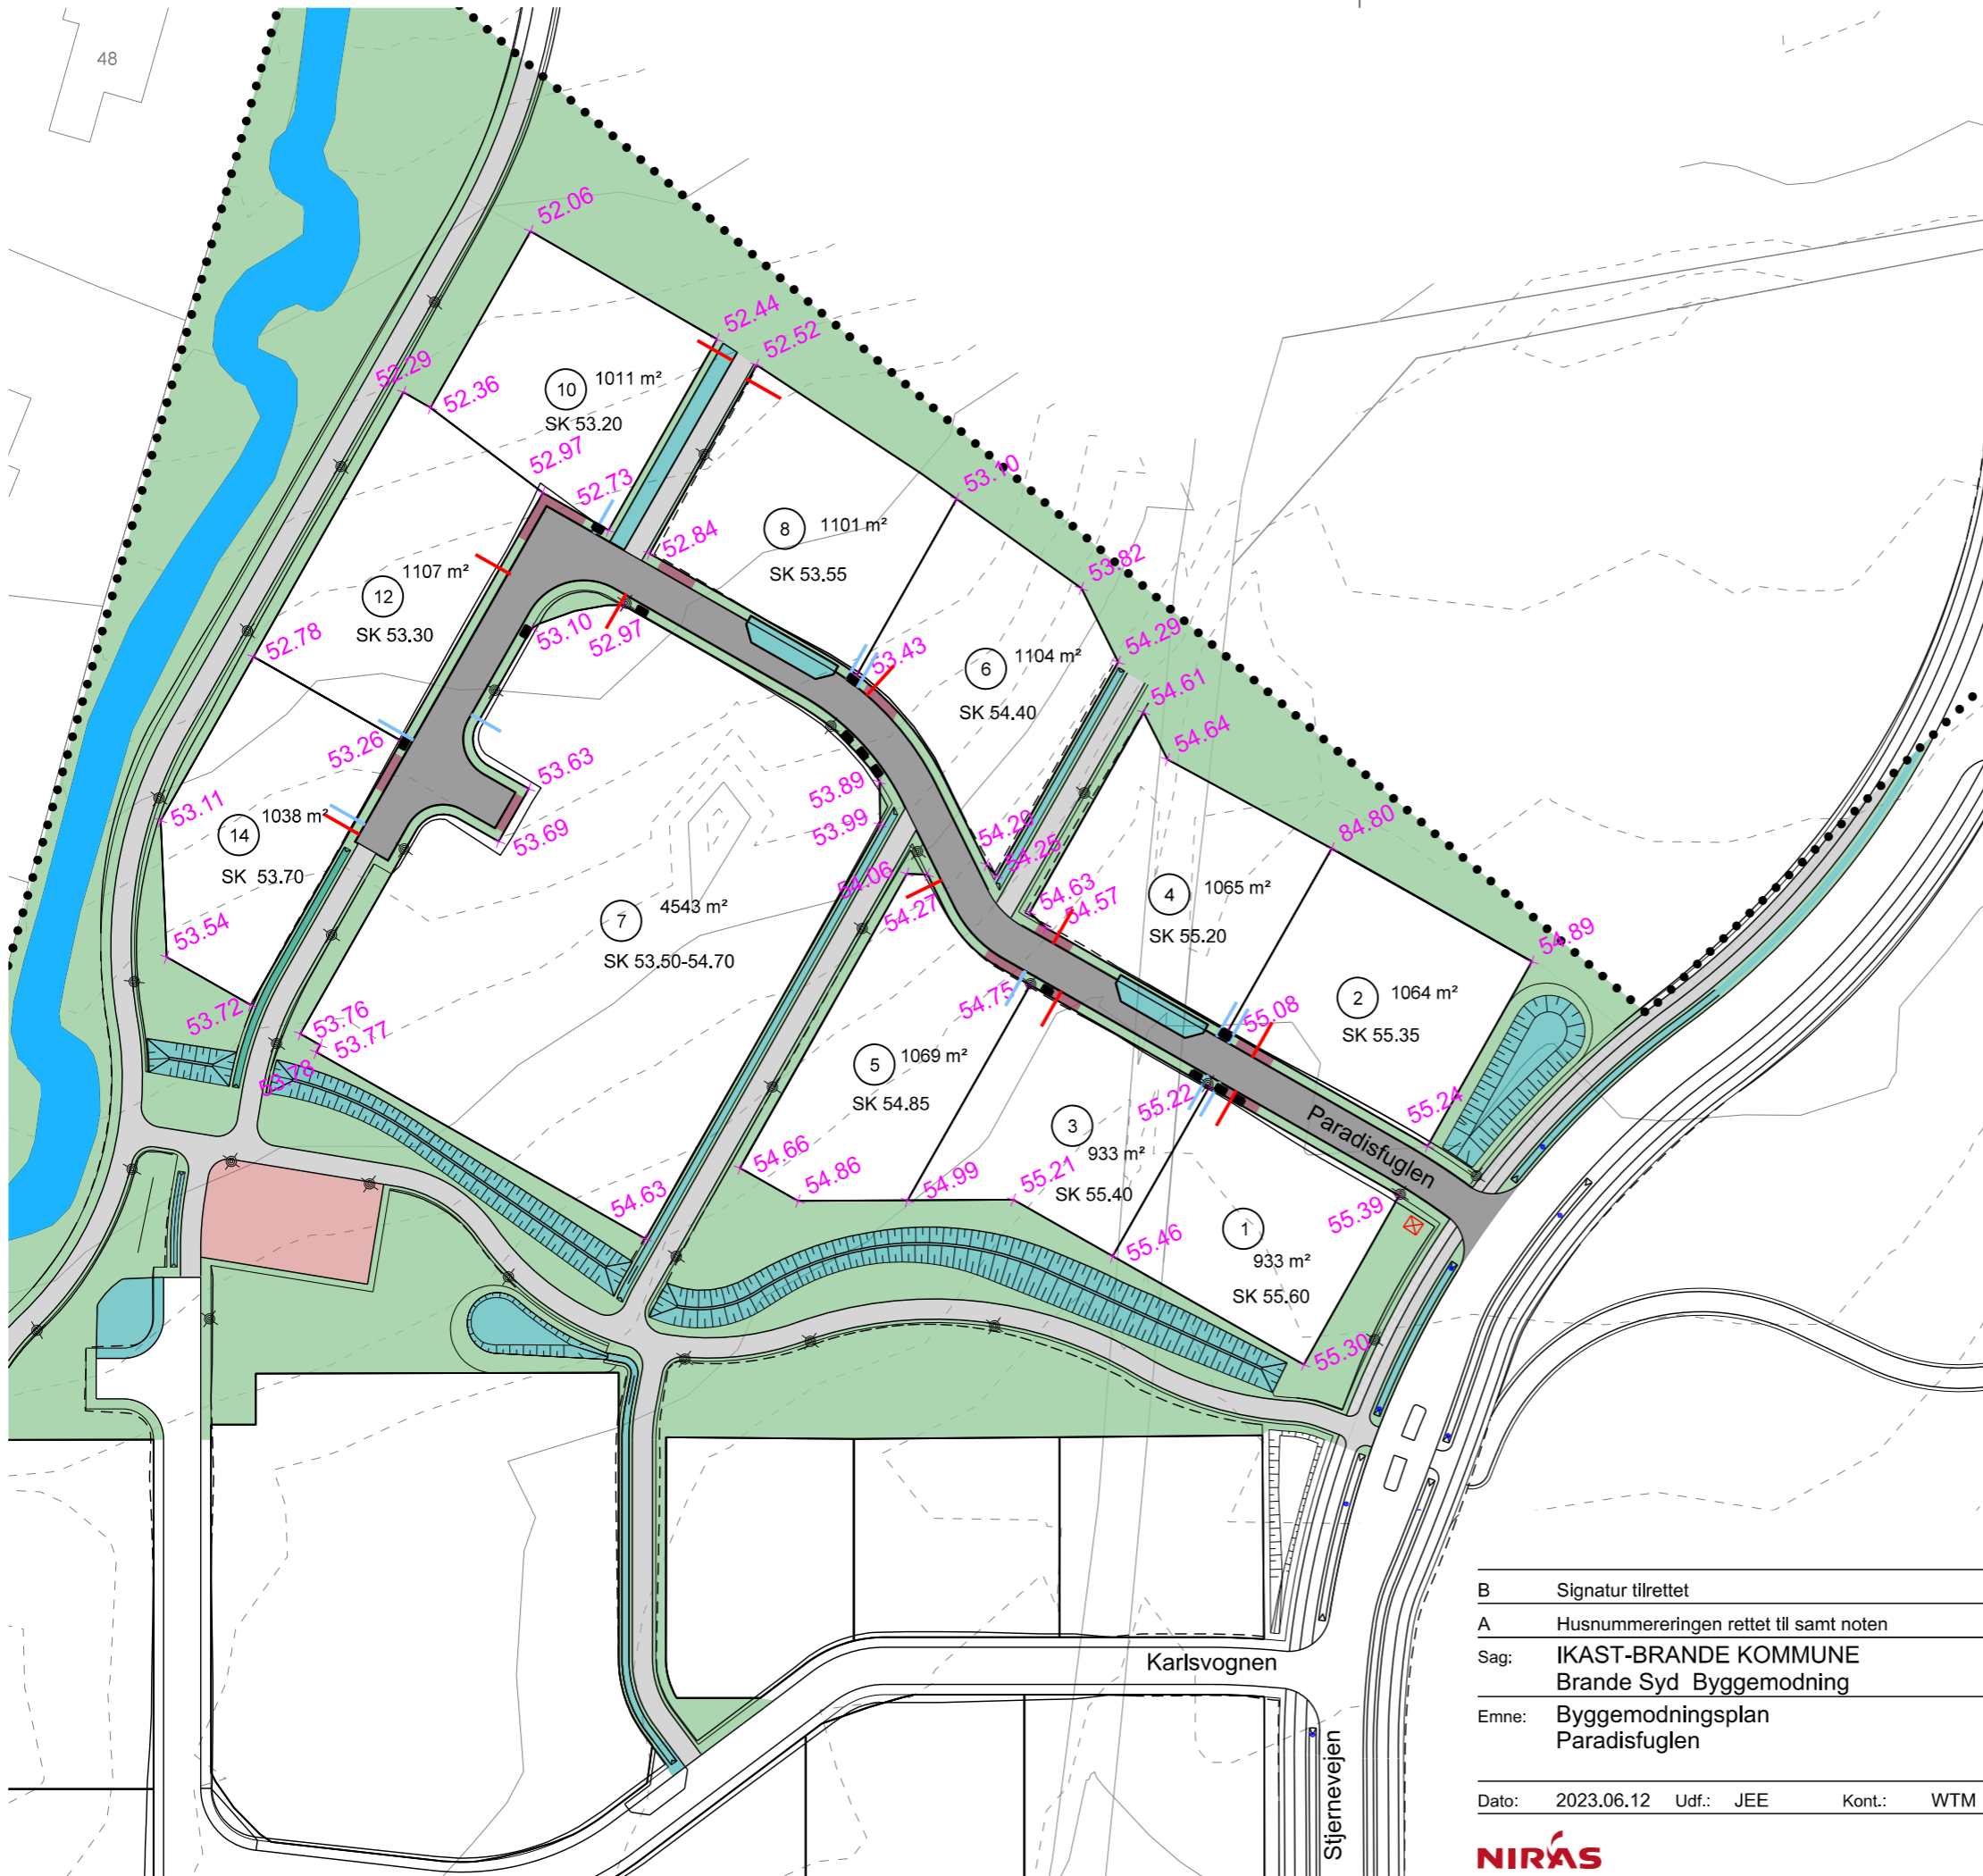 48
52.06
52.44
52.52
52.29
52.36
10 1011 m²
SK 53.20
52.97
52.73
53.10
8 1101 m²
SK 53.55
52.84
53.82
12 1107 m²
SK 53.30
53.10
52.97
52.78
53.43
54.29
6 1104 m²
SK 54.40
54.61
54.64
53.26
53.63
53.89
53.99
53.11
14 1038 m²
SK 53.70
53.69
84.80
54.29
54.25
54.06
54.27
54.63
54.57
4 1065 m²
SK 55.20
7 4543 m²
SK 53.50-54.70
53.54
54.89
54.75
2 1064 m²
SK 55.35
55.08
53.72
53.76
53.77
53.78
5 1069 m²
SK 54.85
55.22
3
933 m²
SK 55.40
55.24
Paradisfuglen
54.66
54.86
54.99
55.21
54.63
55.39
55.46
1
933 m²
SK 55.60
55.30
Karlsvognen
Stjernevejen
B Signatur tilrettet
A Husnummereringen rettet til samt noten
Sag: IKAST-BRANDE KOMMUNE
Brande Syd Byggemodning
Emne: Byggemodningsplan
Paradisfuglen
Dato: 2023.06.12 Udf.: JEE Kont.: WTM
NIRAS